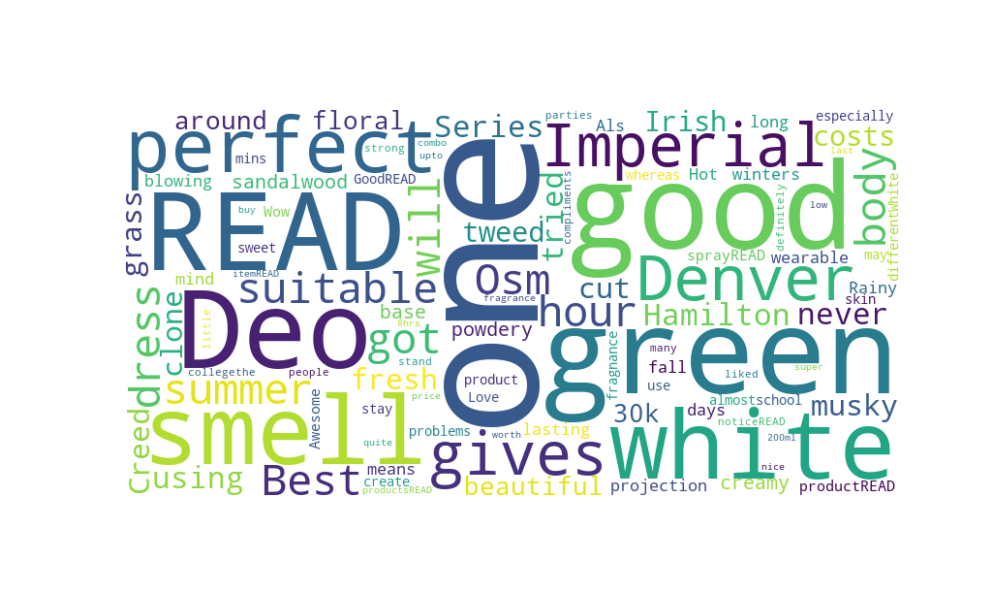 around
floral
Series
parties
Als
Irish
long
especially
perfect
combo
strong
upto
Imperial
costs
mins
GoodREAD
last
blowing
sandalwood
will
tried
compliments
whereas
Hot
winters
good
definitely
body
differentWhite
grass
READ
buy
Wow
sweet
one
tweed
low
sprayREAD
wearable
may
itemREAD
mind
suitable
Osm
fragrance
cut
Denver
Rainy
skin
dress
clone
little
Deo
base
8hrs
got
powdery
hour
Hamilton
never
stand
fragnance
many
green
collegethe
people
product
fall
liked
super
summer
fresh
Love
use
almost
school
Creed
smell
Awesome
stay
price
30k
days
noticeREAD
musky
problems
worth
lasting
white
200ml
quite
using
Best
means
gives
nice
create
productsREAD
beautiful
projection
creamy
productREAD